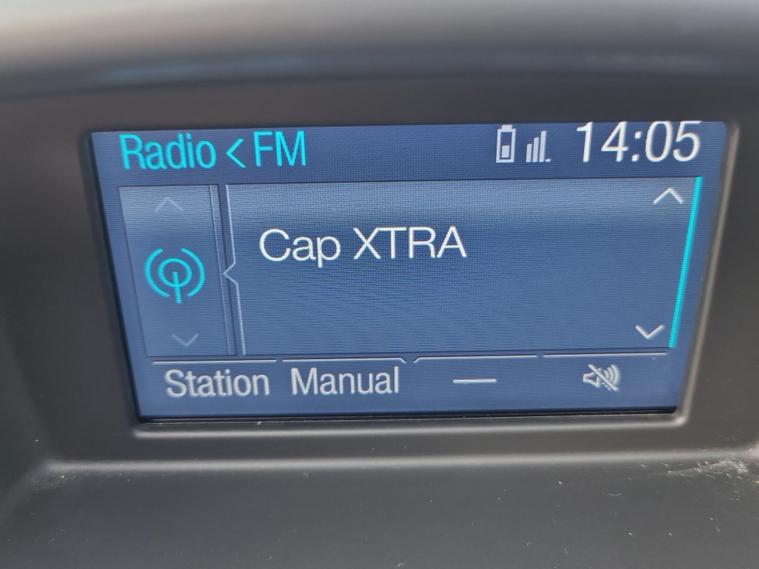 Radio < FM 14:05
Cap XTRA
Station Manual —